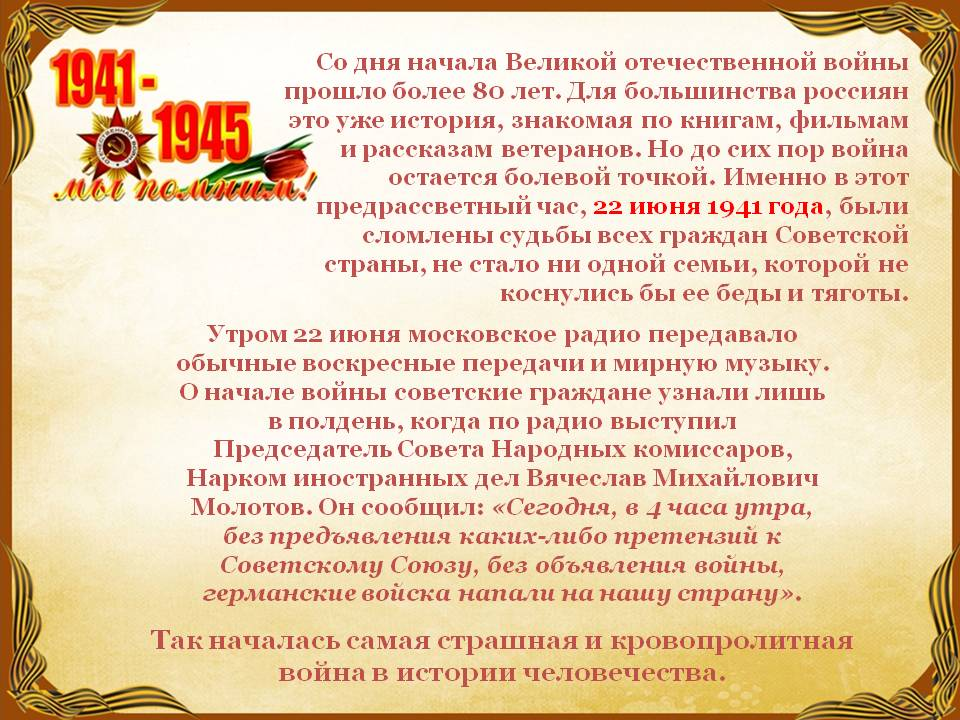 1941 -
1945
мы помним!
Со дня начала Великой отечественной войны
прошло более 80 лет. Для большинства россиян
это уже история, знакомая по книгам, фильмам
и рассказам ветеранов. Но до сих пор война
остается болевой точкой. Именно в этот
предрассветный час, 22 июня 1941 года, были
сломлены судьбы всех граждан Советской
страны, не стало ни одной семьи, которой не
коснулись бы ее беды и тяготы.
Утром 22 июня московское радио передавало
обычные воскресные передачи и мирную музыку.
О начале войны советские граждане узнали лишь
в полдень, когда по радио выступил
Председатель Совета Народных комиссаров,
Нарком иностранных дел Вячеслав Михайлович
Молотов. Он сообщил: «Сегодня, в 4 часа утра,
без предъявления каких-либо претензий к
Советскому Союзу, без объявления войны,
германские войска напали на нашу страну».
Так началась самая страшная и кровопролитная
война в истории человечества.